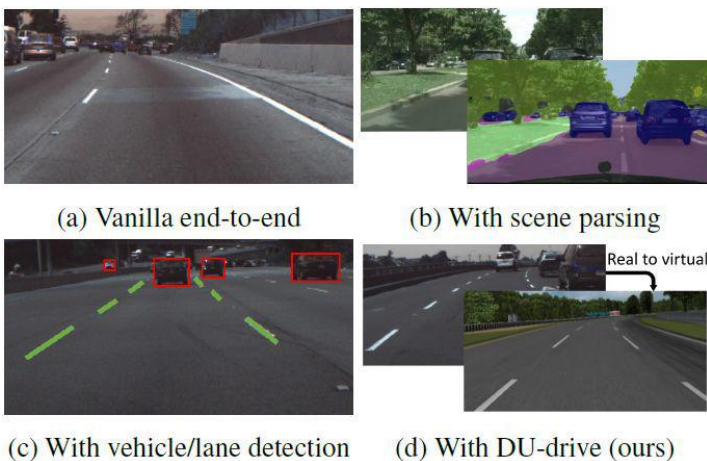 (a) Vanilla end-to-end
(b) With scene parsing
Real to virtual
(c) With vehicle/lane detection
(d) With DU-drive (ours)